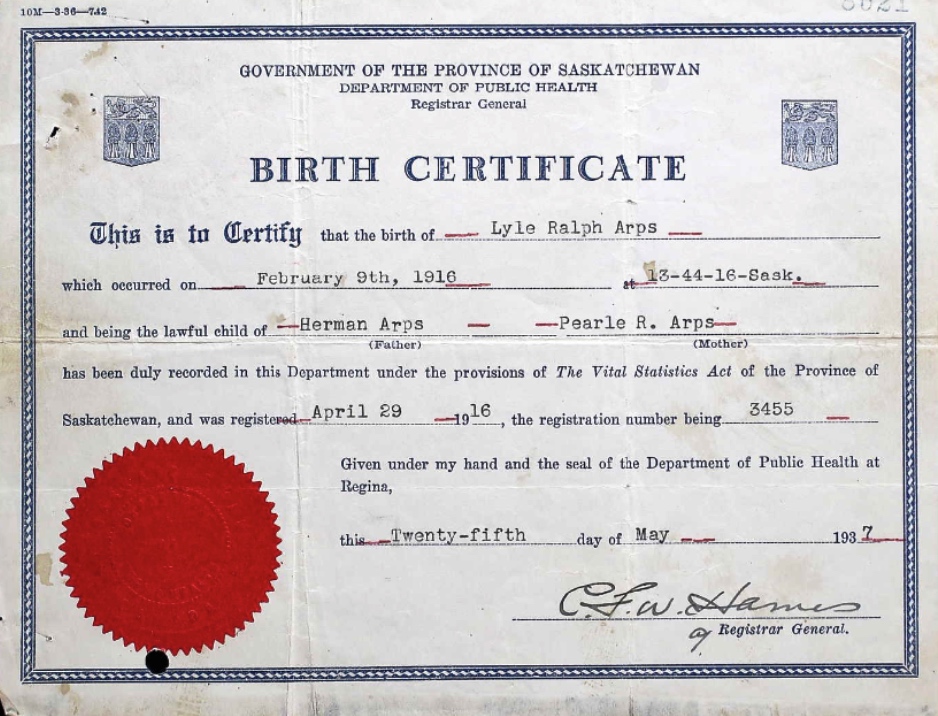 10M—3-36—742
GOVERNMENT OF THE PROVINCE OF SASKATCHEWAN
DEPARTMENT OF PUBLIC HEALTH
Registrar General
BIRTH CERTIFICATE
This is to Certify that the birth of Lyle Ralph Arps
which occurred on February 9th, 1916 at 13-44-16-Sask.
and being the lawful child of Herman Arps Pearle R. Arps
(Father) (Mother)
has been duly recorded in this Department under the provisions of The Vital Statistics Act of the Province of
Saskatchewan, and was registered April 29 1916, the registration number being 3455
Given under my hand and the seal of the Department of Public Health at
Regina,
this Twenty-fifth day of May 1937
C. F. W. Hames
Registrar General.